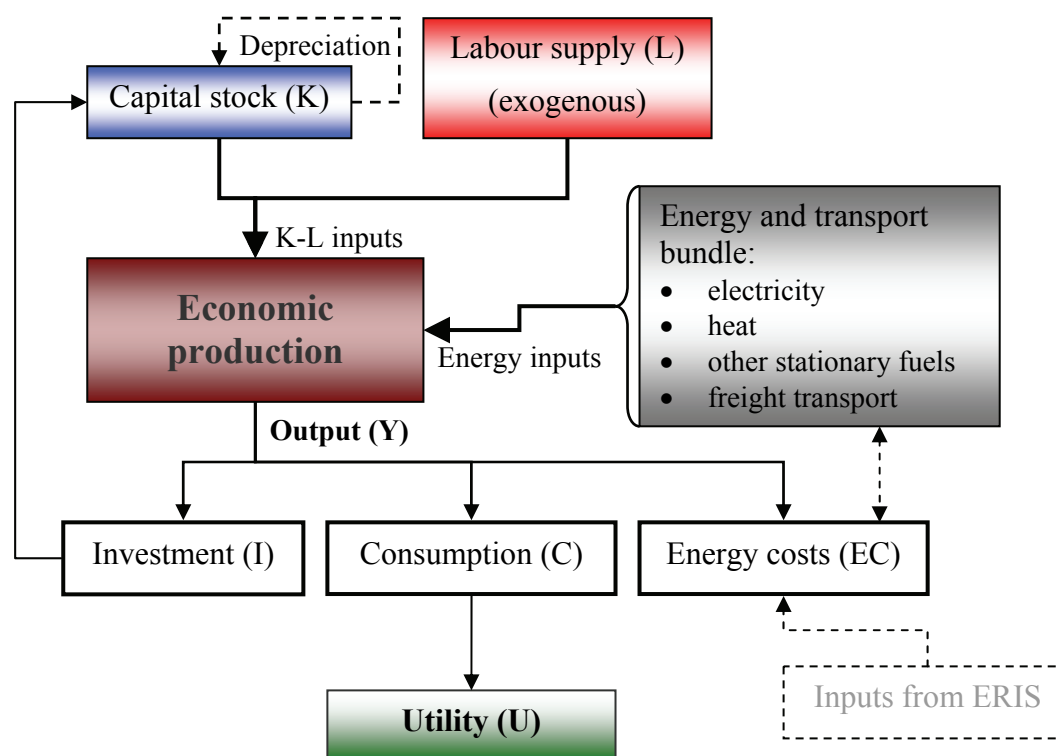 Depreciation
Capital stock (K)
Labour supply (L)
(exogenous)
K-L inputs
Energy and transport
bundle:
• electricity
• heat
• other stationary fuels
• freight transport
Economic
production
Energy inputs
Output (Y)
Investment (I)
Consumption (C)
Energy costs (EC)
Inputs from ERIS
Utility (U)